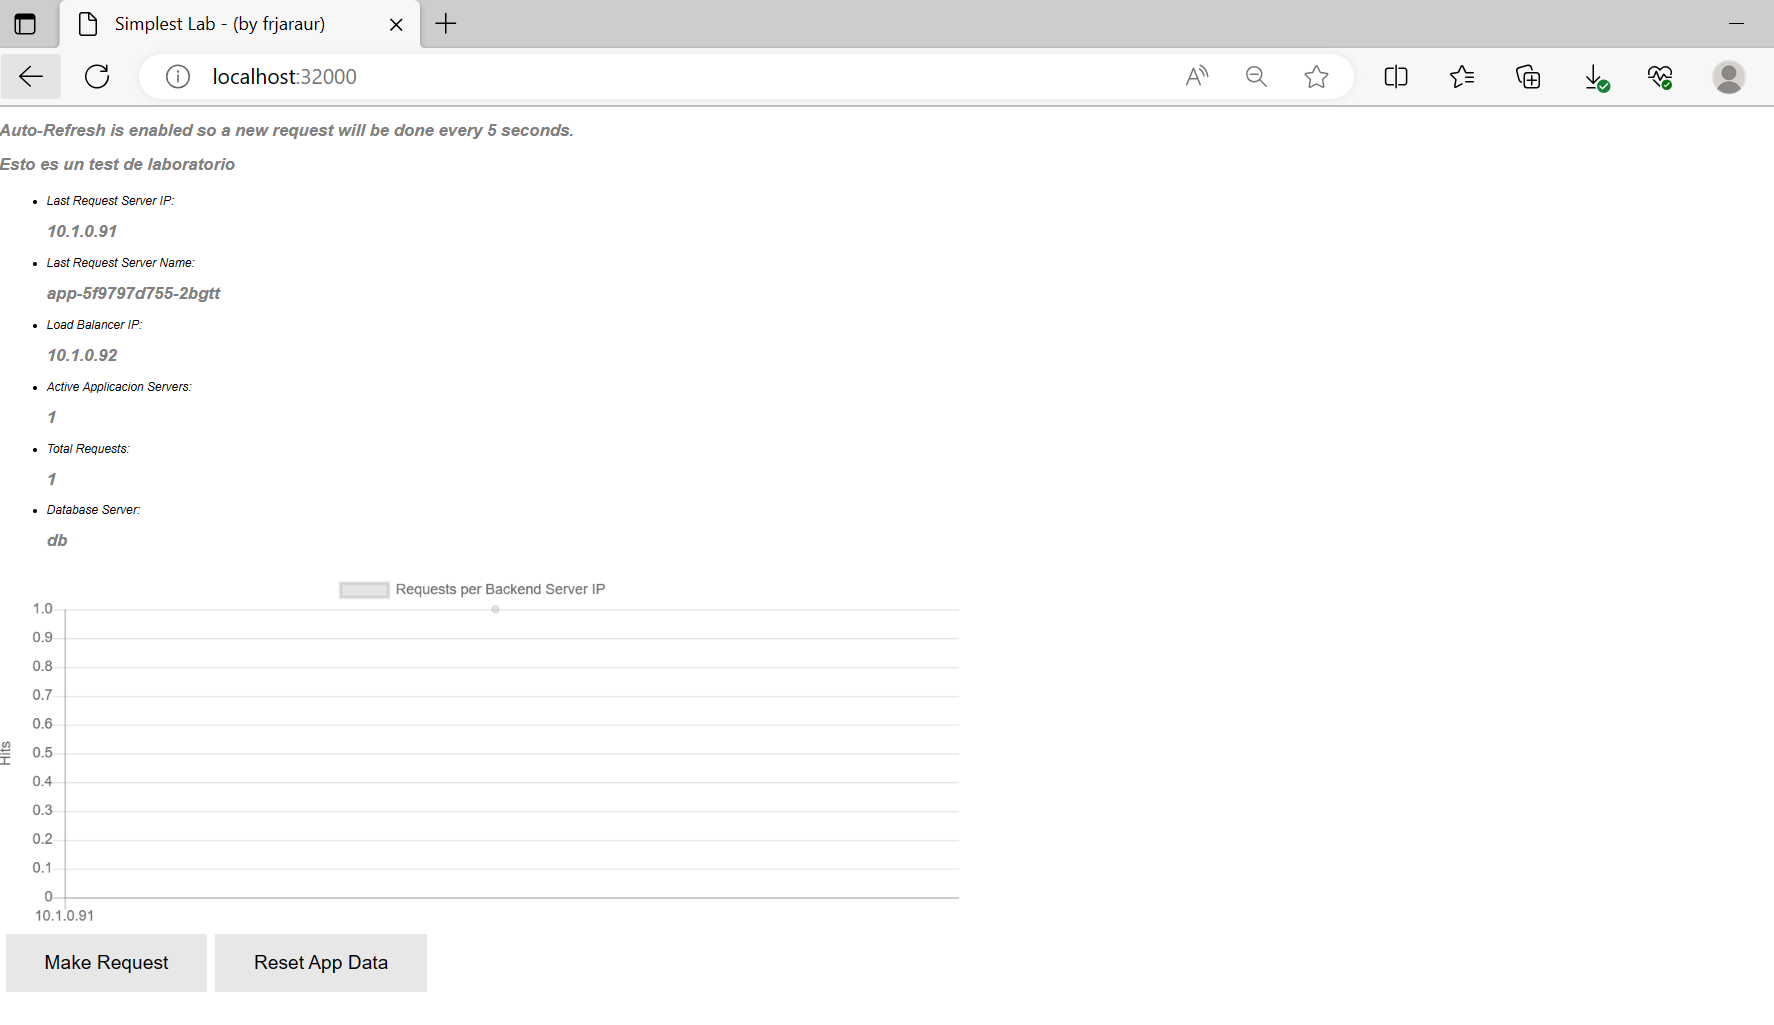 Simplest Lab - (by frjaraur)
localhost:32000
Auto-Refresh is enabled so a new request will be done every 5 seconds.
Esto es un test de laboratorio
Last Request Server IP:
10.1.0.91
Last Request Server Name:
app-5f9797d755-2bgtt
Load Balancer IP:
10.1.0.92
Active Applicacion Servers:
1
Total Requests:
1
Database Server:
db
Requests per Backend Server IP
1.0
0.9
0.8
0.7
0.6
0.5
0.4
0.3
0.2
0.1
0
Hits
10.1.0.91
Make Request
Reset App Data